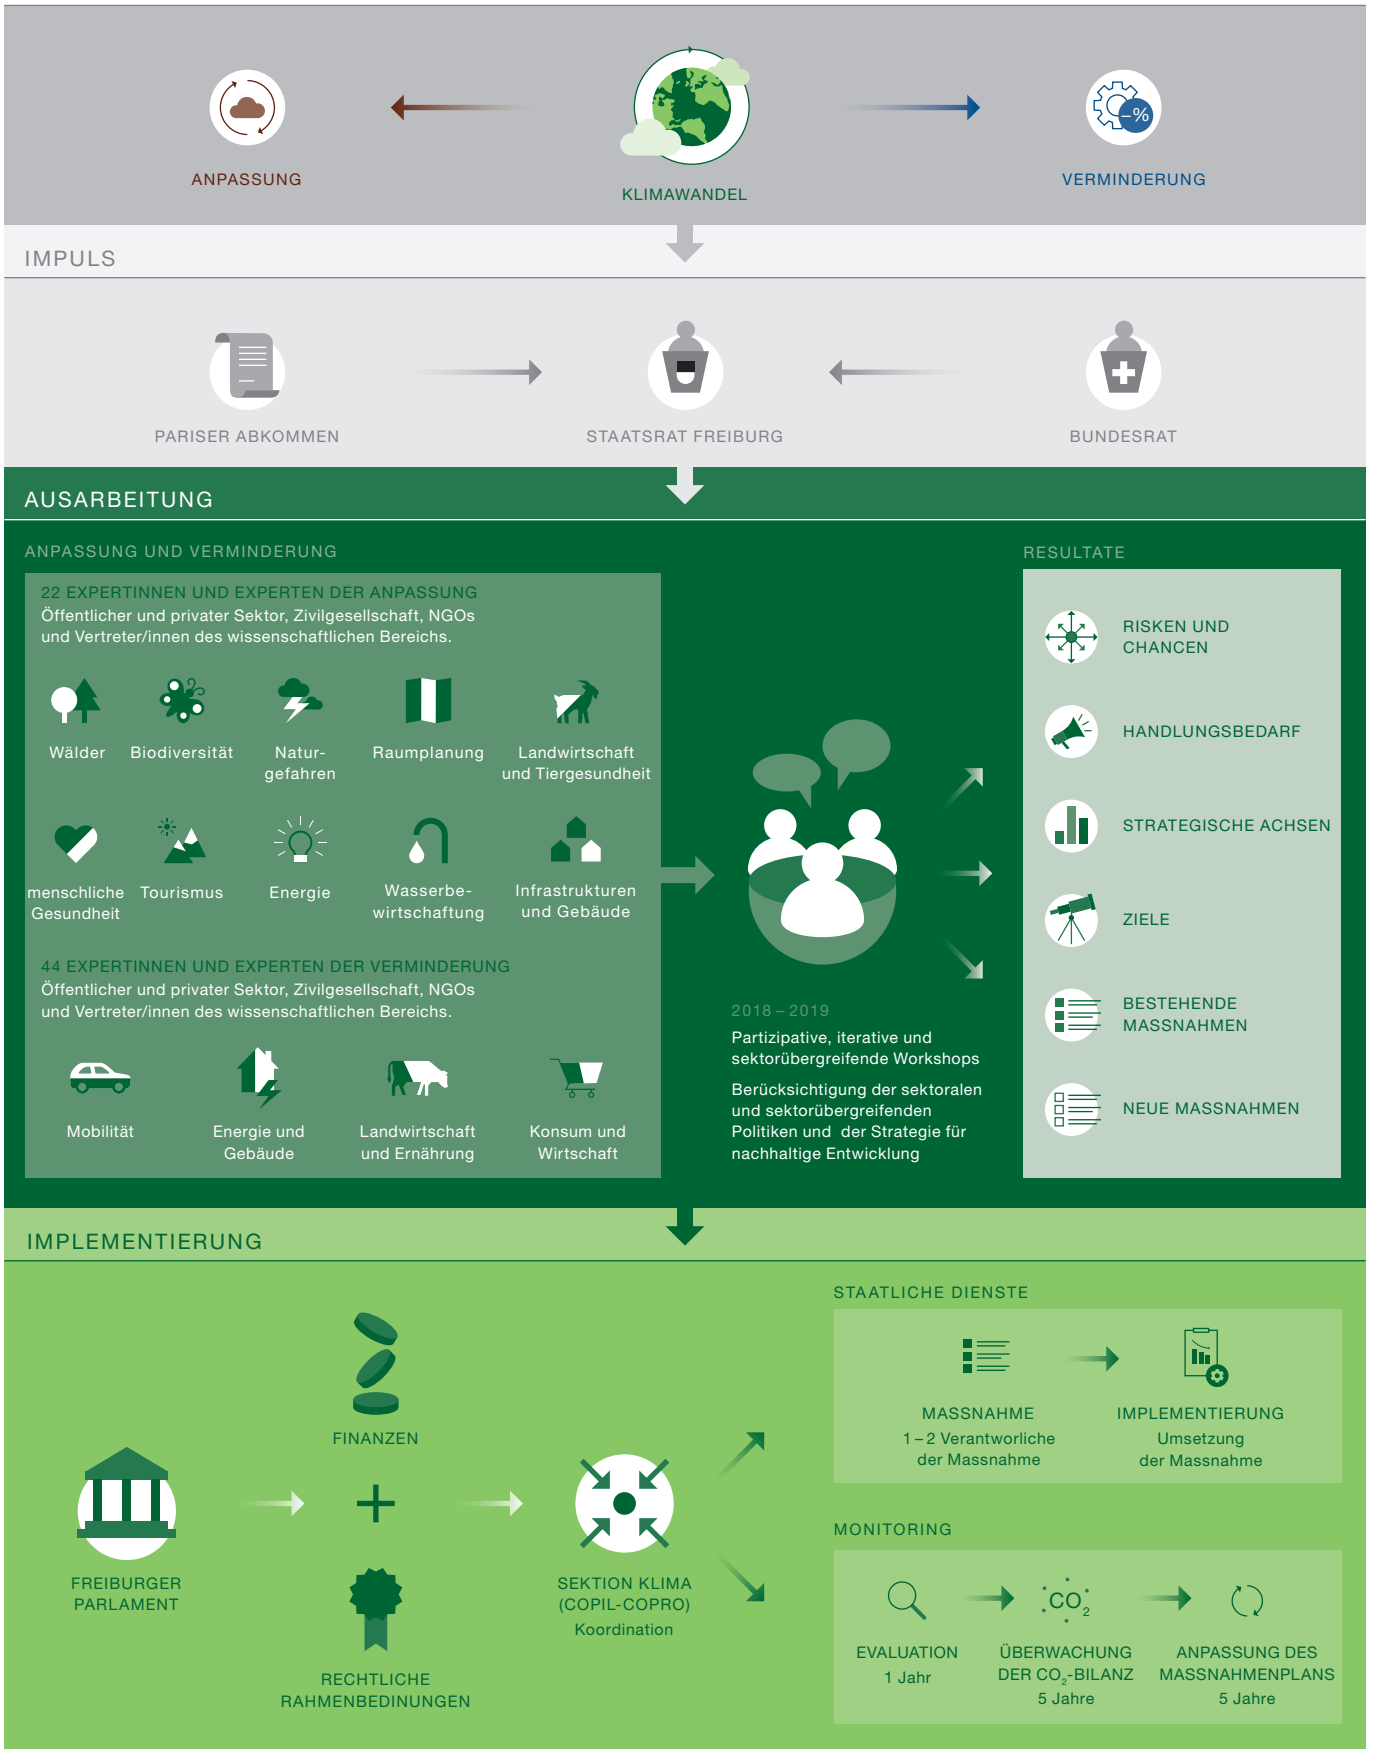 ANPASSUNG
KLIMAWANDEL
–%
VERMINDERUNG
IMPULS
PARISER ABKOMMEN
STAATSRAT FREIBURG
BUNDESRAT
AUSARBEITUNG
ANPASSUNG UND VERMINDERUNG
22 EXPERTINNEN UND EXPERTEN DER ANPASSUNG
Öffentlicher und privater Sektor, Zivilgesellschaft, NGOs
und Vertreter/innen des wissenschaftlichen Bereichs.
Wälder
Biodiversität
Natur-
gefahren
Raumplanung
Landwirtschaft
und Tiergesundheit
menschliche
Gesundheit
Tourismus
Energie
Wasserbe-
wirtschaftung
Infrastrukturen
und Gebäude
44 EXPERTINNEN UND EXPERTEN DER VERMINDERUNG
Öffentlicher und privater Sektor, Zivilgesellschaft, NGOs
und Vertreter/innen des wissenschaftlichen Bereichs.
Mobilität
Energie und
Gebäude
Landwirtschaft
und Ernährung
Konsum und
Wirtschaft
2018 – 2019
Partizipative, iterative und
sektorübergreifende Workshops
Berücksichtigung der sektoralen
und sektorübergreifenden
Politiken und der Strategie für
nachhaltige Entwicklung
RESULTATE
RISKEN UND
CHANCEN
HANDLUNGSBEDARF
STRATEGISCHE ACHSEN
ZIELE
BESTEHENDE
MASSNAHMEN
NEUE MASSNAHMEN
IMPLEMENTIERUNG
FREIBURGER
PARLAMENT
FINANZEN
RECHTLICHE
RAHMENBEDINUNGEN
SEKTION KLIMA
(COPIL-COPRO)
Koordination
STAATLICHE DIENSTE
MASSNAHME
1 – 2 Verantworliche
der Massnahme
IMPLEMENTIERUNG
Umsetzung
der Massnahme
MONITORING
EVALUATION
1 Jahr
CO₂
ÜBERWACHUNG
DER CO₂-BILANZ
5 Jahre
ANPASSUNG DES
MASSNAHMENPLANS
5 Jahre